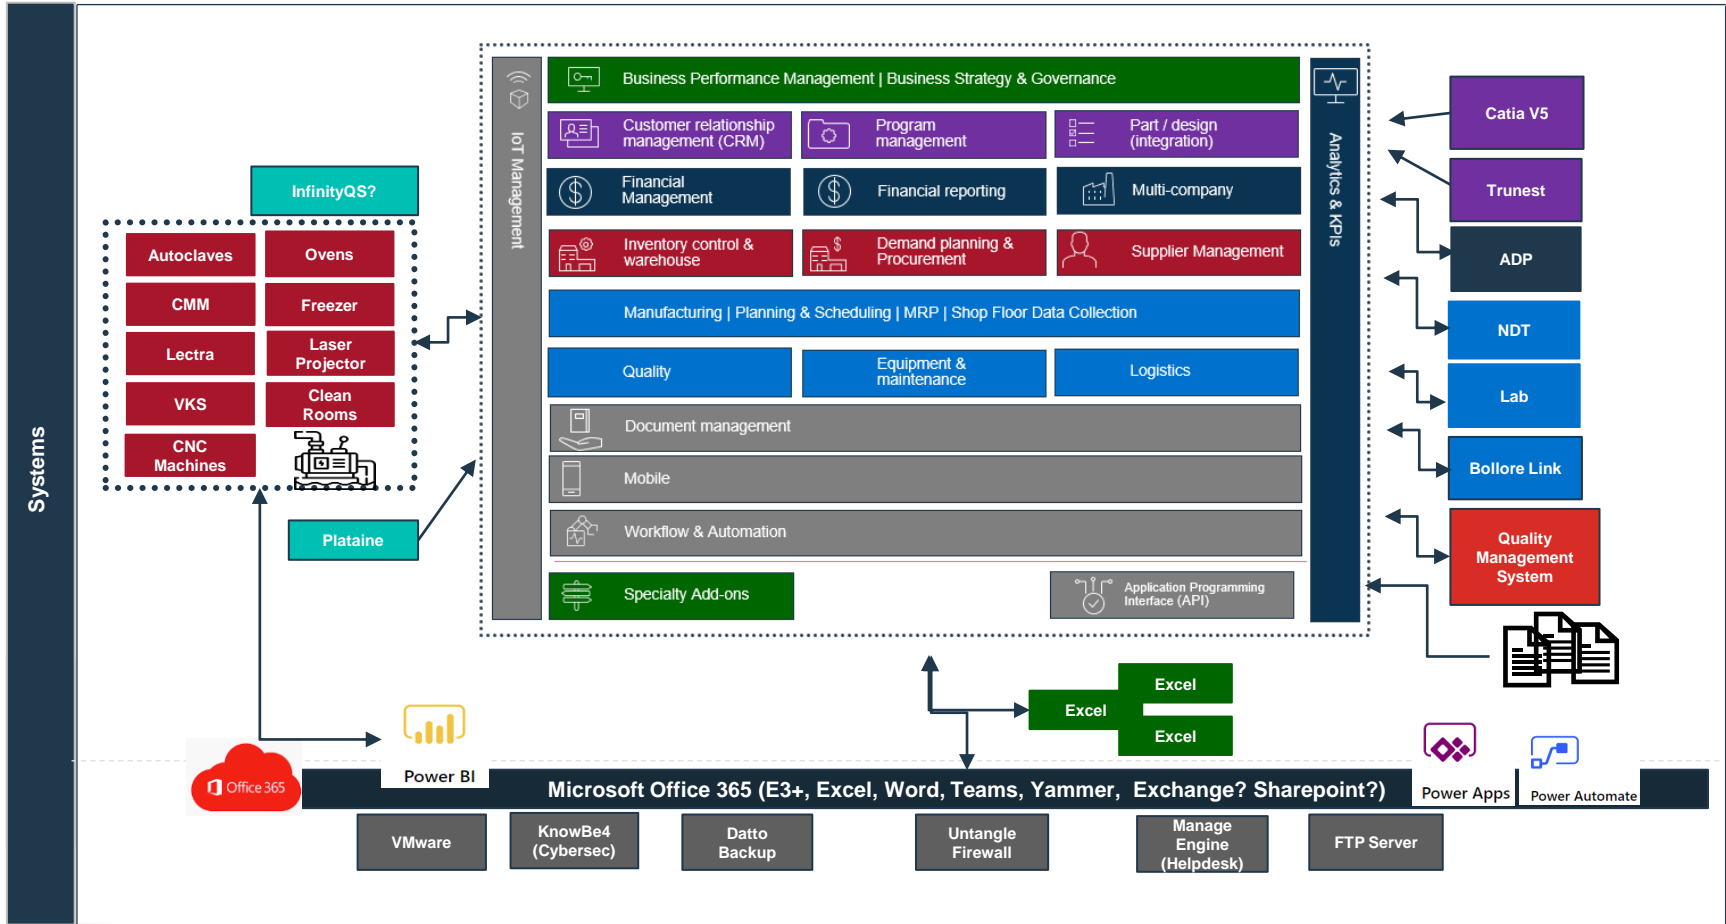 Systems
InfinityQS?
Autoclaves
Ovens
CMM
Freezer
Lectra
Laser
Projector
VKS
Clean
Rooms
CNC
Machines
Plataine
IoT Management
Business Performance Management | Business Strategy & Governance
Customer relationship
management (CRM)
Program
management
Part / design
(integration)
Financial
Management
Financial reporting
Multi-company
Inventory control &
warehouse
Demand planning &
Procurement
Supplier Management
Manufacturing | Planning & Scheduling | MRP | Shop Floor Data Collection
Quality
Equipment &
maintenance
Logistics
Document management
Mobile
Workflow & Automation
Specialty Add-ons
Application Programming
Interface (API)
Analytics & KPIs
Catia V5
Trunest
ADP
NDT
Lab
Bollore Link
Quality
Management
System
Excel
Excel
Excel
Office 365
Power BI
Microsoft Office 365 (E3+, Excel, Word, Teams, Yammer, Exchange? Sharepoint?)
Power Apps
Power Automate
VMware
KnowBe4
(Cybersec)
Datto
Backup
Untangle
Firewall
Manage
Engine
(Helpdesk)
FTP Server